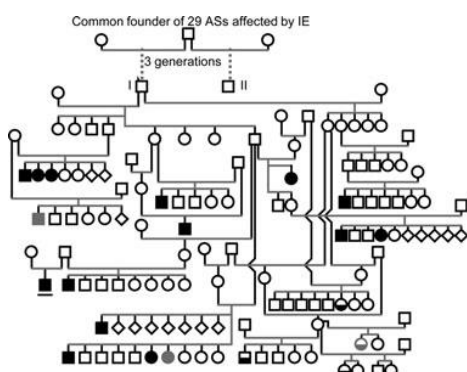 Common founder of 29 ASs affected by IE
3 generations
I
II